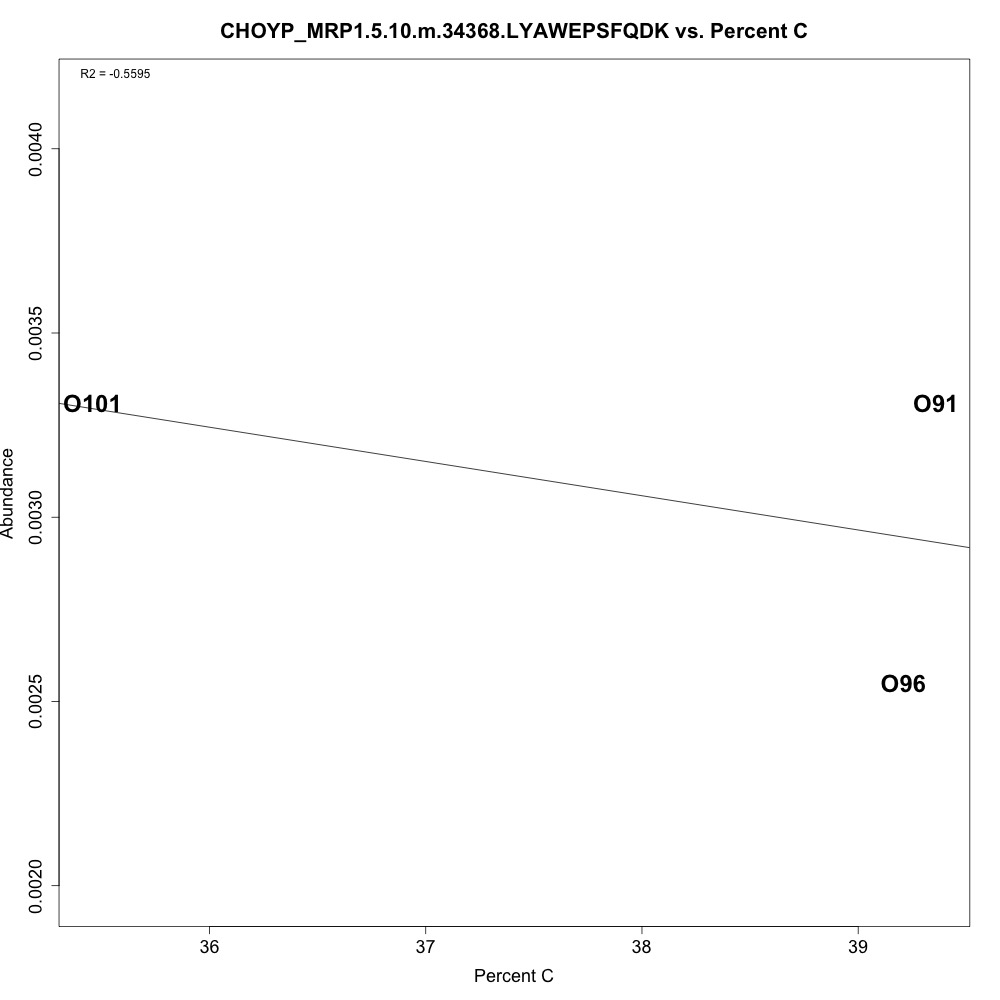 CHOYP_MRP1.5.10.m.34368.LYAWEPSFQDK vs. Percent C
R2 = -0.5595
0.0040
0.0035
0.0030
0.0025
0.0020
Abundance
O101
O91
O96
36 37 38 39
Percent C